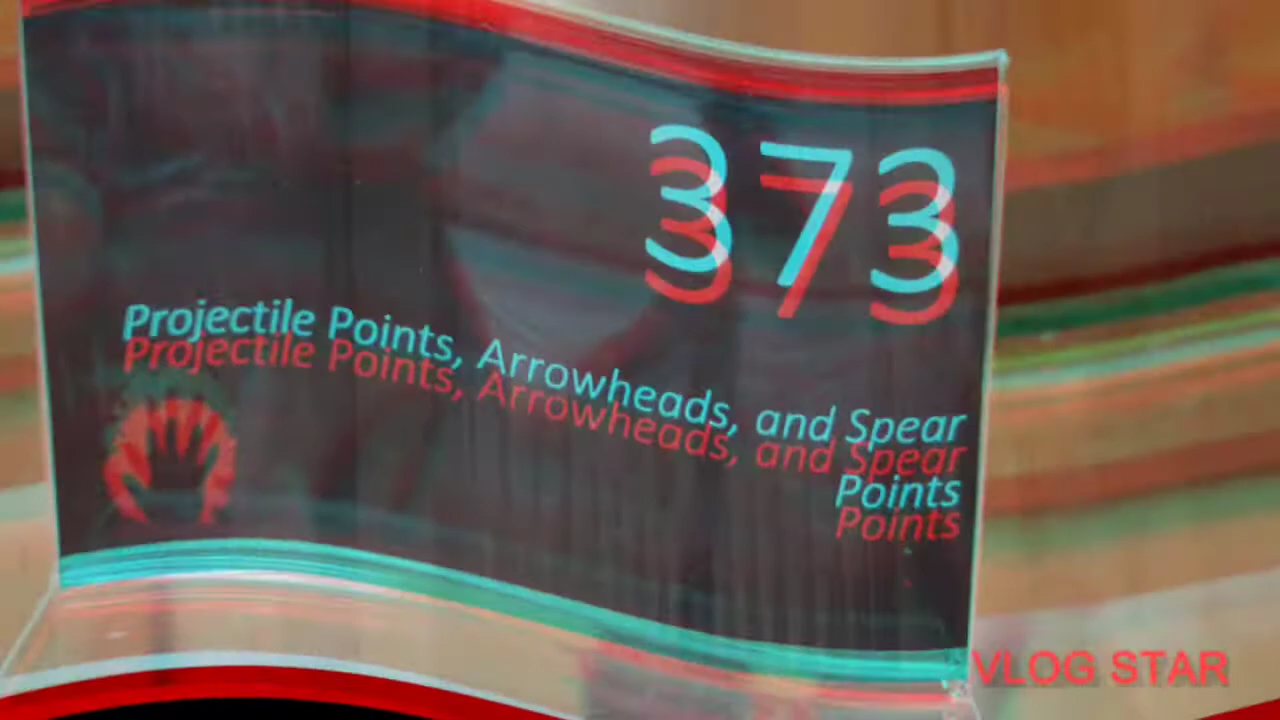 373
Projectile Points, Arrowheads, and Spear
Points
VLOG STAR